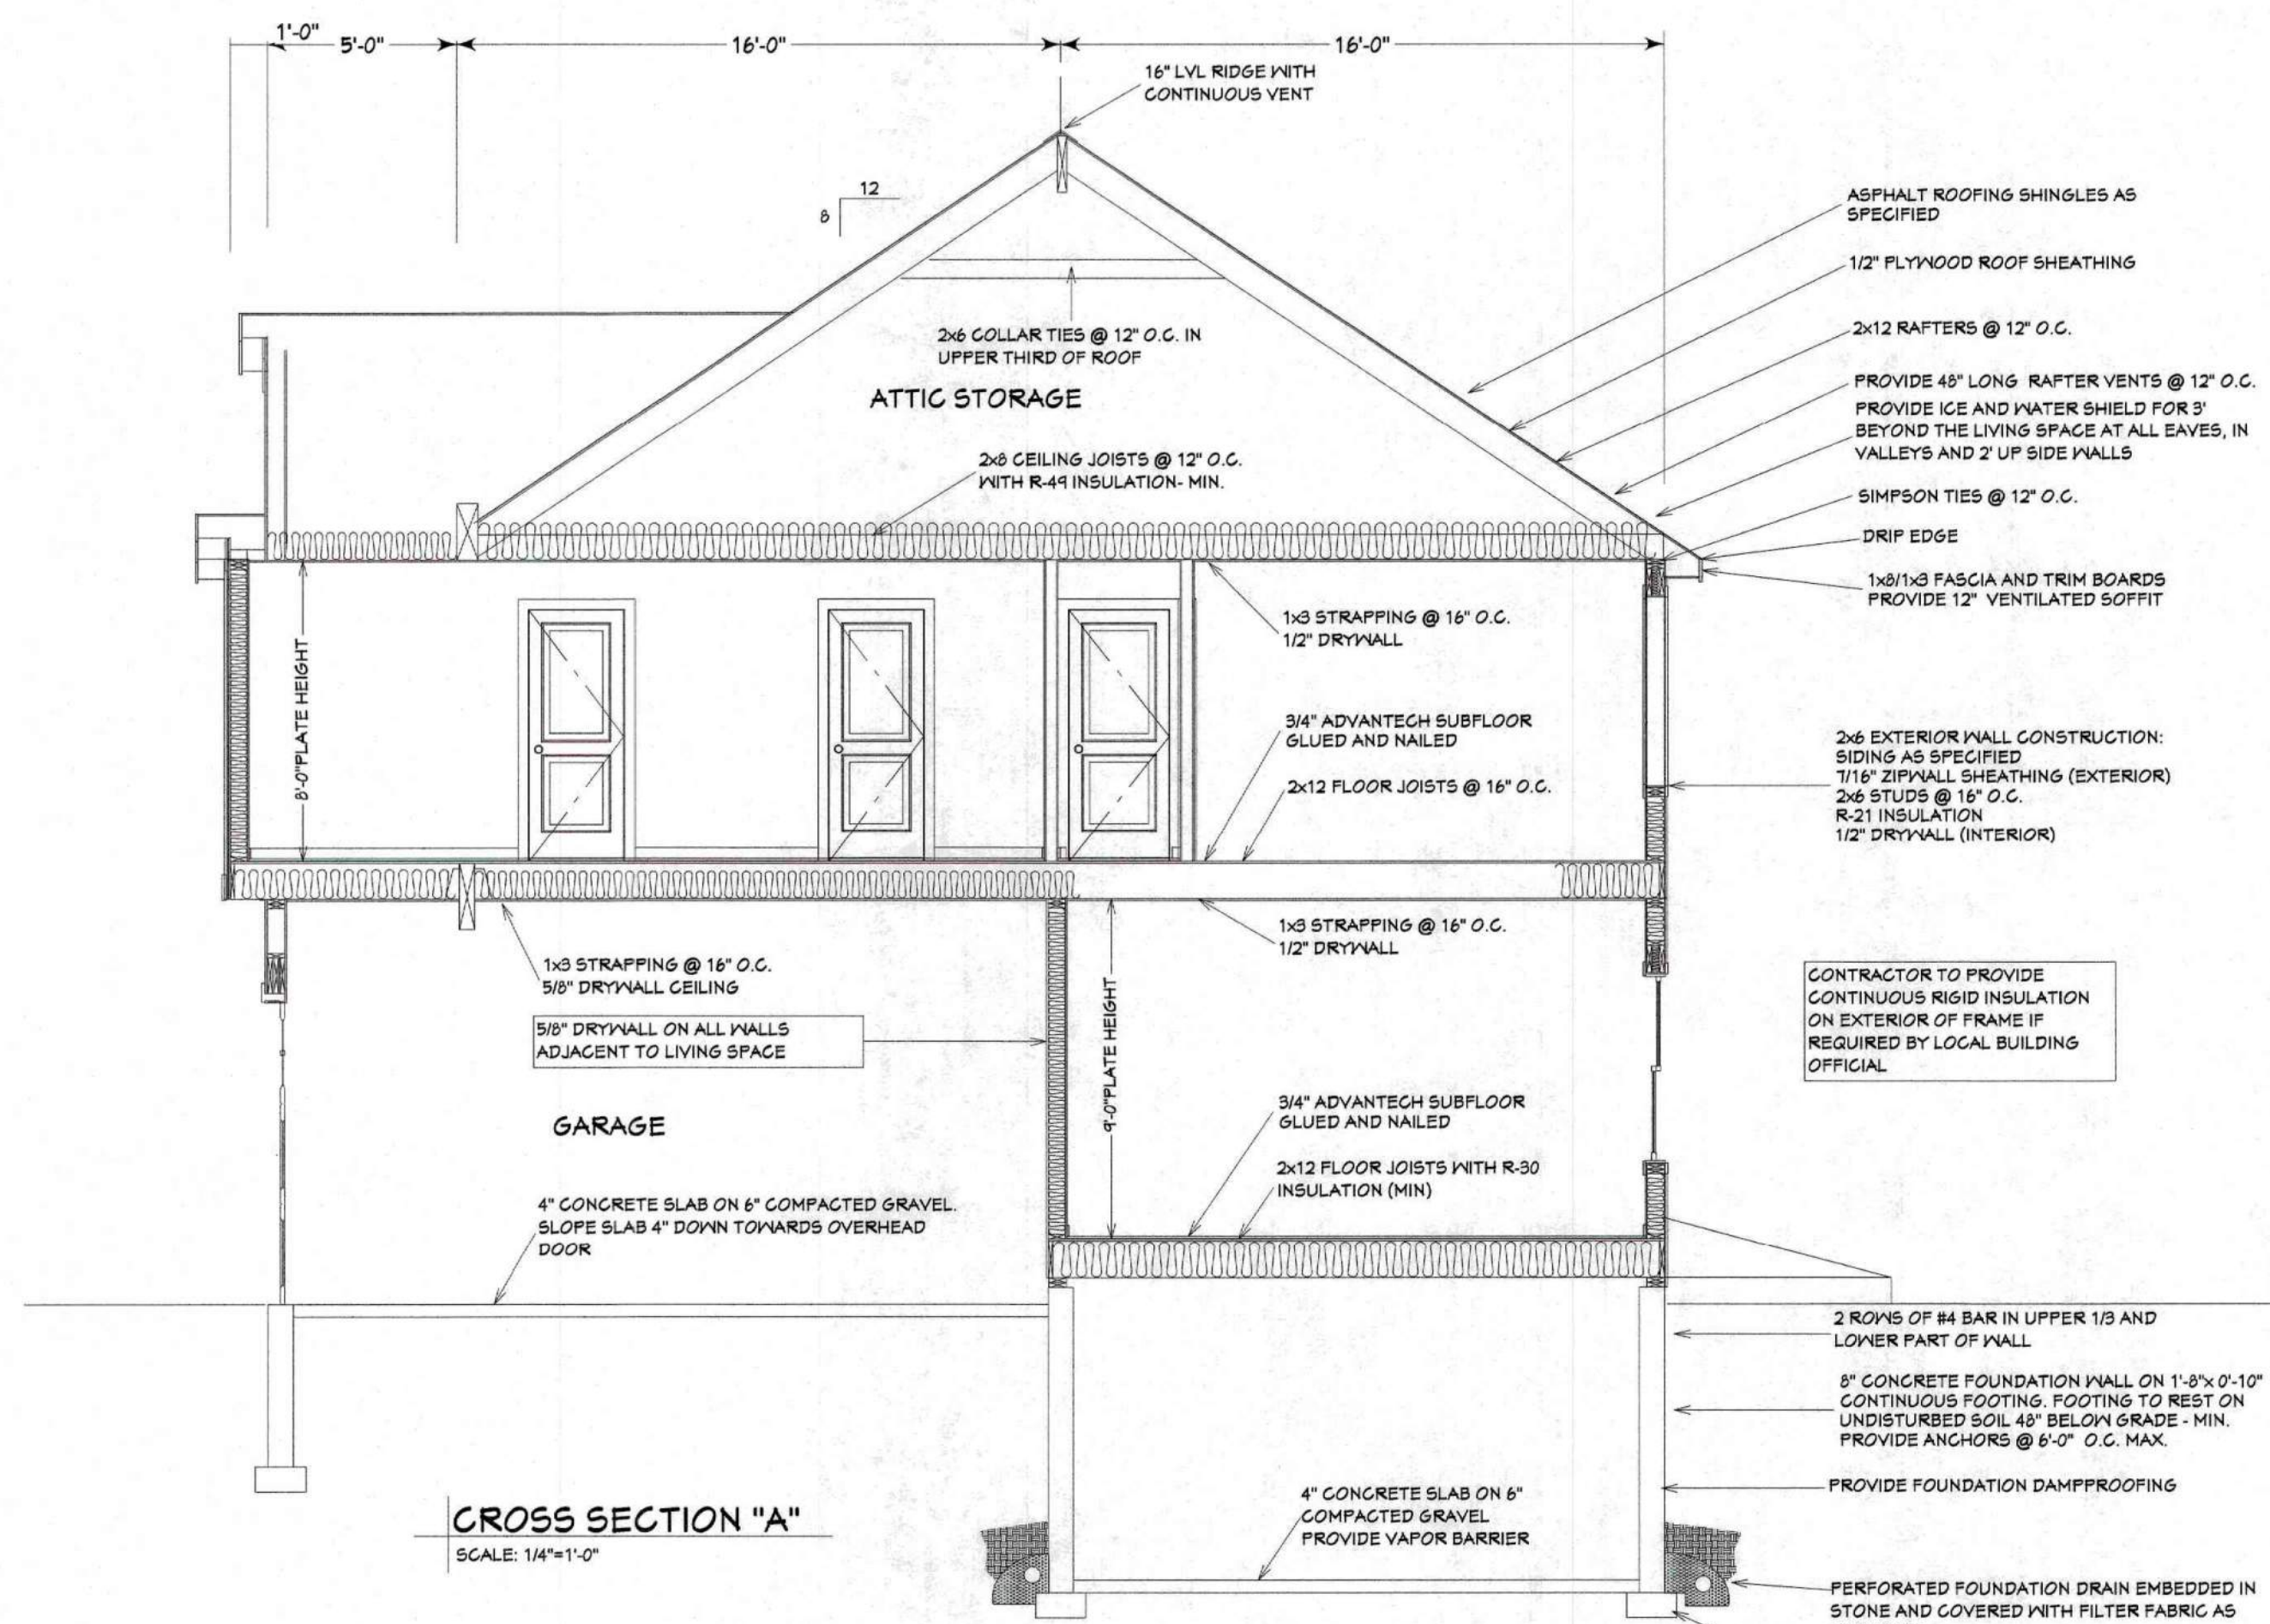 1'-0"
5'-0"
16'-0"
16'-0"
16" LVL RIDGE WITH
CONTINUOUS VENT
12
8
ASPHALT ROOFING SHINGLES AS
SPECIFIED
1/2" PLYWOOD ROOF SHEATHING
2x12 RAFTERS @ 12" O.C.
PROVIDE 48" LONG RAFTER VENTS @ 12" O.C.
PROVIDE ICE AND WATER SHIELD FOR 3'
BEYOND THE LIVING SPACE AT ALL EAVES, IN
VALLEYS AND 2' UP SIDE WALLS
SIMPSON TIES @ 12" O.C.
DRIP EDGE
1x8/1x3 FASCIA AND TRIM BOARDS
PROVIDE 12" VENTILATED SOFFIT
2x6 COLLAR TIES @ 12" O.C. IN
UPPER THIRD OF ROOF
ATTIC STORAGE
2x8 CEILING JOISTS @ 12" O.C.
WITH R-49 INSULATION- MIN.
8'-0"PLATE HEIGHT
1x3 STRAPPING @ 16" O.C.
1/2" DRYWALL
3/4" ADVANTECH SUBFLOOR
GLUED AND NAILED
2x12 FLOOR JOISTS @ 16" O.C.
2x6 EXTERIOR WALL CONSTRUCTION:
SIDING AS SPECIFIED
7/16" ZIPWALL SHEATHING (EXTERIOR)
2x6 STUDS @ 16" O.C.
R-21 INSULATION
1/2" DRYWALL (INTERIOR)
1x3 STRAPPING @ 16" O.C.
1/2" DRYWALL
1x3 STRAPPING @ 16" O.C.
5/8" DRYWALL CEILING
5/8" DRYWALL ON ALL WALLS
ADJACENT TO LIVING SPACE
9'-0"PLATE HEIGHT
CONTRACTOR TO PROVIDE
CONTINUOUS RIGID INSULATION
ON EXTERIOR OF FRAME IF
REQUIRED BY LOCAL BUILDING
OFFICIAL
GARAGE
3/4" ADVANTECH SUBFLOOR
GLUED AND NAILED
2x12 FLOOR JOISTS WITH R-30
INSULATION (MIN)
4" CONCRETE SLAB ON 6" COMPACTED GRAVEL.
SLOPE SLAB 4" DOWN TOWARDS OVERHEAD
DOOR
2 ROWS OF #4 BAR IN UPPER 1/3 AND
LOWER PART OF WALL
8" CONCRETE FOUNDATION WALL ON 1'-8"x 0'-10"
CONTINUOUS FOOTING. FOOTING TO REST ON
UNDISTURBED SOIL 48" BELOW GRADE - MIN.
PROVIDE ANCHORS @ 6'-0" O.C. MAX.
PROVIDE FOUNDATION DAMPPROOFING
4" CONCRETE SLAB ON 6"
COMPACTED GRAVEL
PROVIDE VAPOR BARRIER
CROSS SECTION "A"
SCALE: 1/4"=1'-0"
PERFORATED FOUNDATION DRAIN EMBEDDED IN
STONE AND COVERED WITH FILTER FABRIC AS